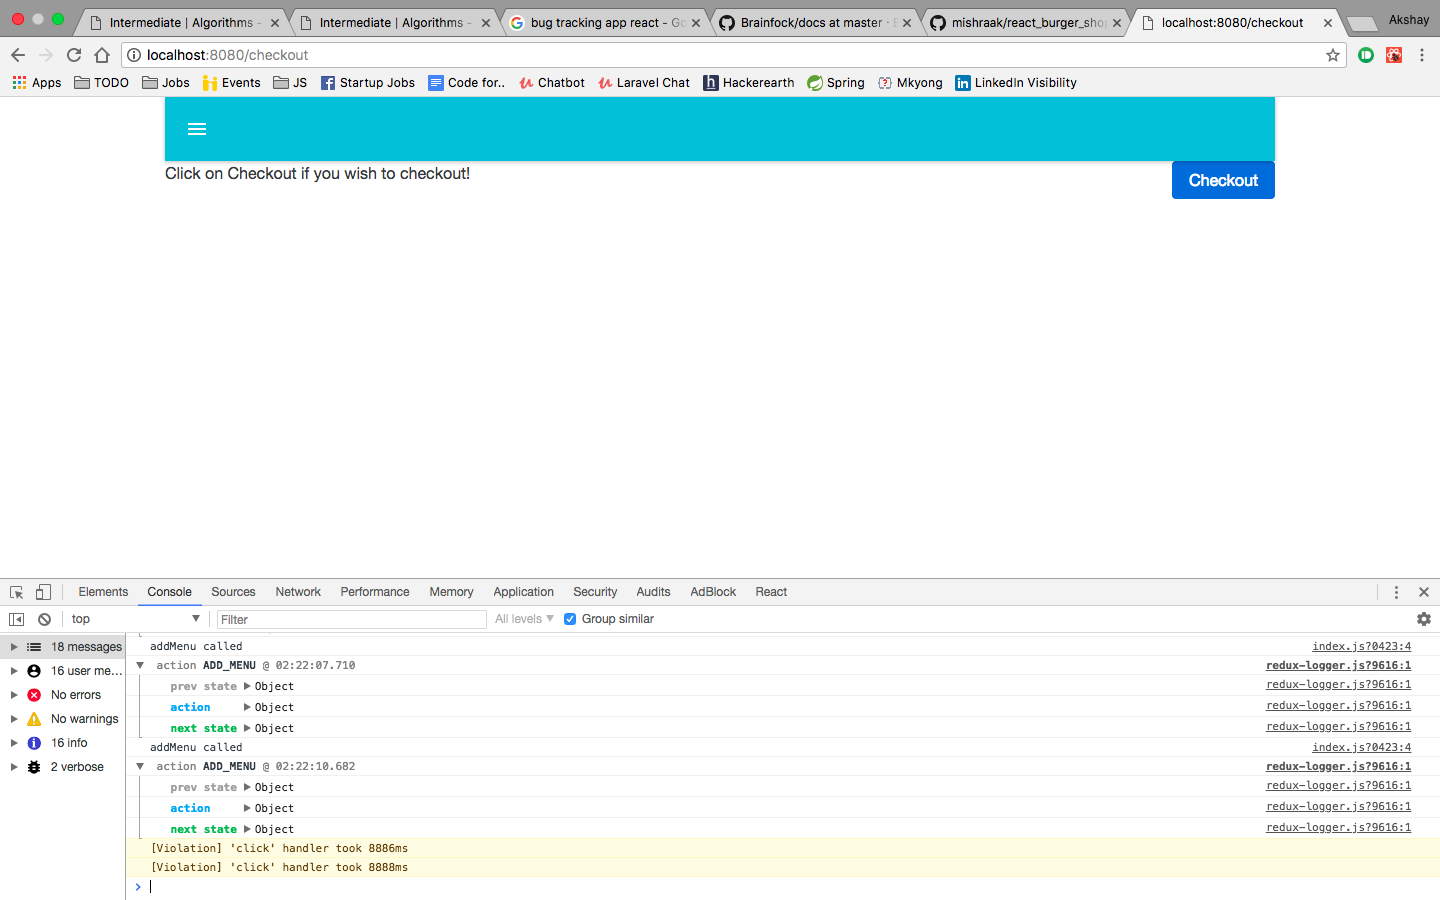 Intermediate | Algorithms -
Intermediate | Algorithms -
bug tracking app react - Go
Brainfock/docs at master · B
mishraak/react_burger_shop
localhost:8080/checkout
Akshay
localhost:8080/checkout
Apps TODO Jobs Events JS Startup Jobs Code for.. Chatbot Laravel Chat Hackerearth Spring Mkyong LinkedIn Visibility
Click on Checkout if you wish to checkout!
Checkout
Elements Console Sources Network Performance Memory Application Security Audits AdBlock React
top Filter All levels Group similar
18 messages
16 user me...
No errors
No warnings
16 info
2 verbose
addMenu called index.js?0423:4
action ADD_MENU @ 02:22:07.710 redux-logger.js?9616:1
prev state Object redux-logger.js?9616:1
action Object redux-logger.js?9616:1
next state Object redux-logger.js?9616:1
addMenu called index.js?0423:4
action ADD_MENU @ 02:22:10.682 redux-logger.js?9616:1
prev state Object redux-logger.js?9616:1
action Object redux-logger.js?9616:1
next state Object redux-logger.js?9616:1
[Violation] 'click' handler took 8886ms
[Violation] 'click' handler took 8888ms